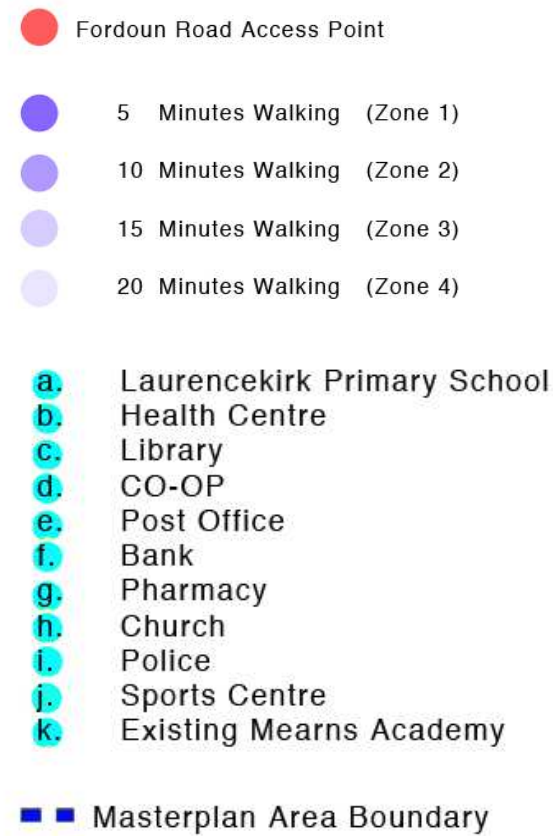 Fordoun Road Access Point
5 Minutes Walking (Zone 1)
10 Minutes Walking (Zone 2)
15 Minutes Walking (Zone 3)
20 Minutes Walking (Zone 4)
a. Laurencekirk Primary School
b. Health Centre
c. Library
d. CO-OP
e. Post Office
f. Bank
g. Pharmacy
h. Church
i. Police
j. Sports Centre
k. Existing Mearns Academy
Masterplan Area Boundary